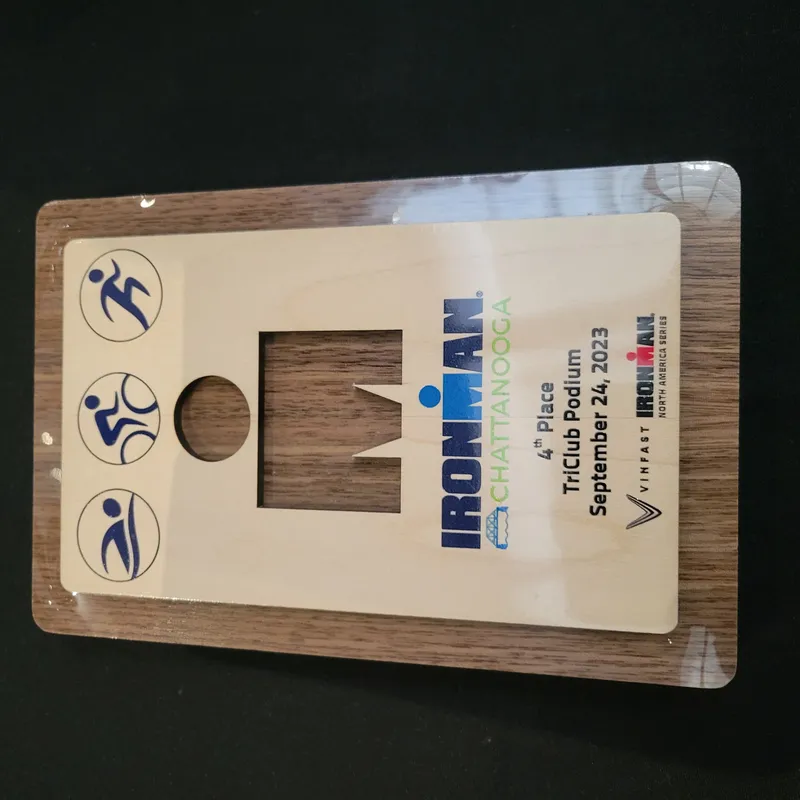 IRONMAN®
CHATTANOOGA
4th Place
TriClub Podium
September 24, 2023
VINFAST
IRONMAN
NORTH AMERICA SERIES